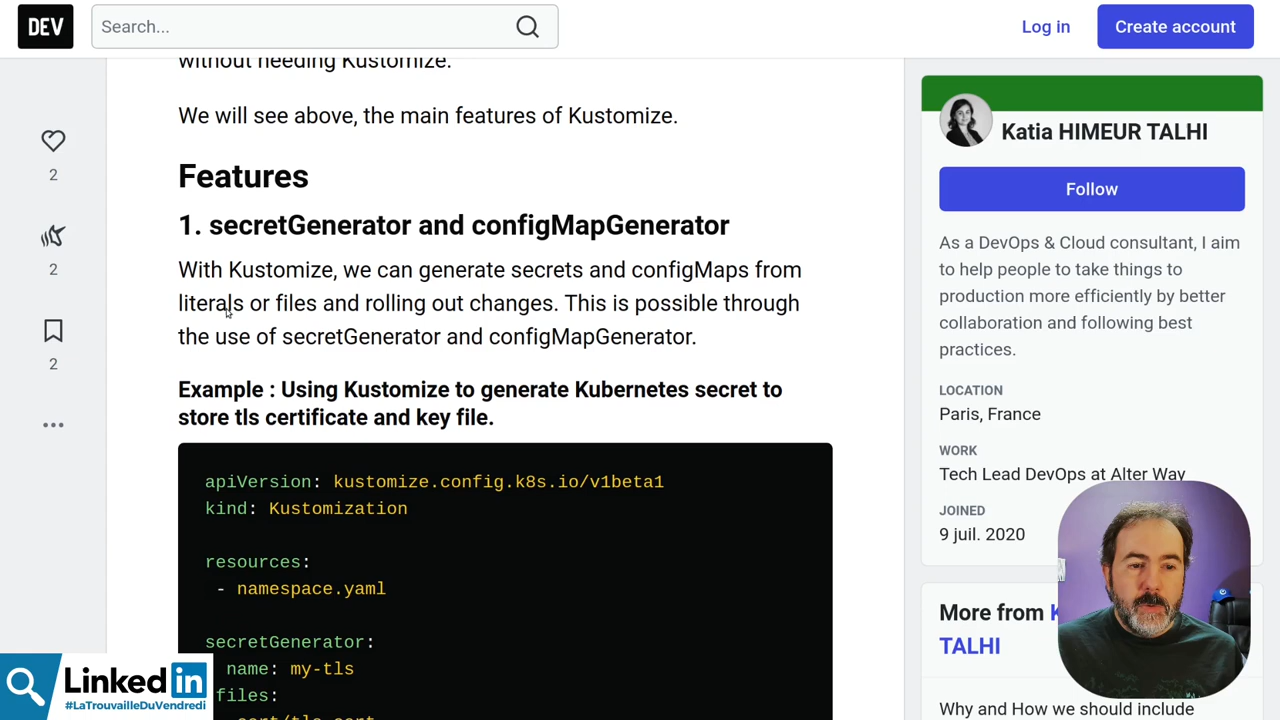 DEV
Search...
Log in
Create account
without needing Kustomize.
We will see above, the main features of Kustomize.
Features
1. secretGenerator and configMapGenerator
With Kustomize, we can generate secrets and configMaps from
literals or files and rolling out changes. This is possible through
the use of secretGenerator and configMapGenerator.
Example : Using Kustomize to generate Kubernetes secret to
store tls certificate and key file.
apiVersion: kustomize.config.k8s.io/v1beta1
kind: Kustomization
resources:
- namespace.yaml
secretGenerator:
name: my-tls
files:
cert/tls.cert
2
2
2
Katia HIMEUR TALHI
Follow
As a DevOps & Cloud consultant, I aim
to help people to take things to
production more efficiently by better
collaboration and following best
practices.
LOCATION
Paris, France
WORK
Tech Lead DevOps at Alter Way
JOINED
9 juil. 2020
More from
TALHI
Why and How we should include
Linked in
#LaTrouvailleDuVendredi